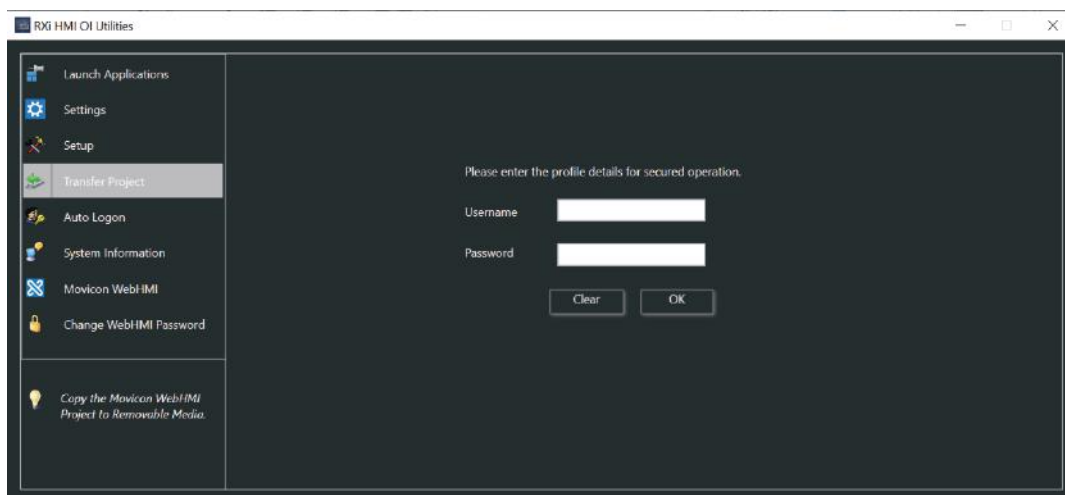 RXi HMI OI Utilities
Launch Applications
Settings
Setup
Transfer Project
Auto Logon
System Information
Movicon WebHMI
Change WebHMI Password
Copy the Movicon WebHMI
Project to Removable Media.
Please enter the profile details for secured operation.
Username
Password
Clear OK